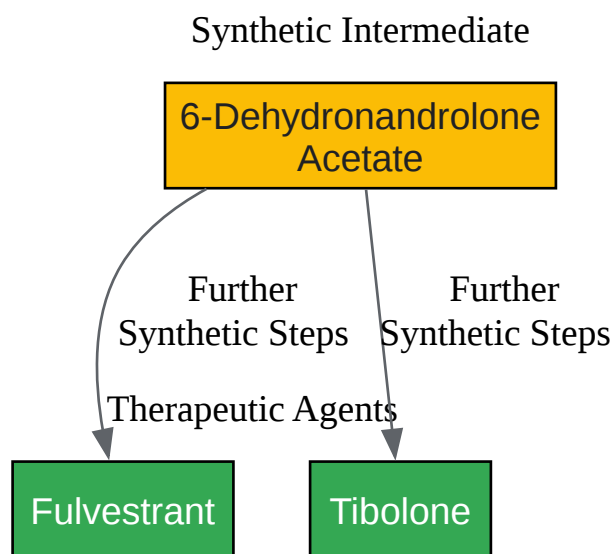 Synthetic Intermediate
6-Dehydronandrolone
Acetate
Further
Synthetic Steps
Further
Synthetic Steps
Therapeutic Agents
Fulvestrant
Tibolone